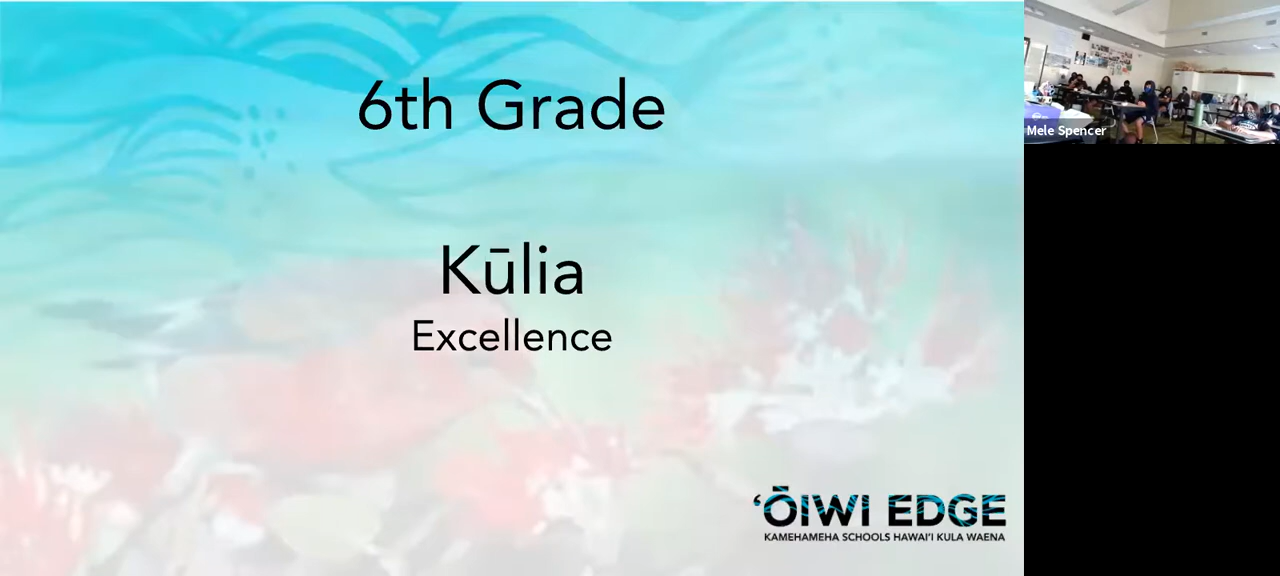 6th Grade
Kūlia
Excellence
ʻŌIWI EDGE
KAMEHAMEHA SCHOOLS HAWAIʻI KULA WAENA
Mele Spencer